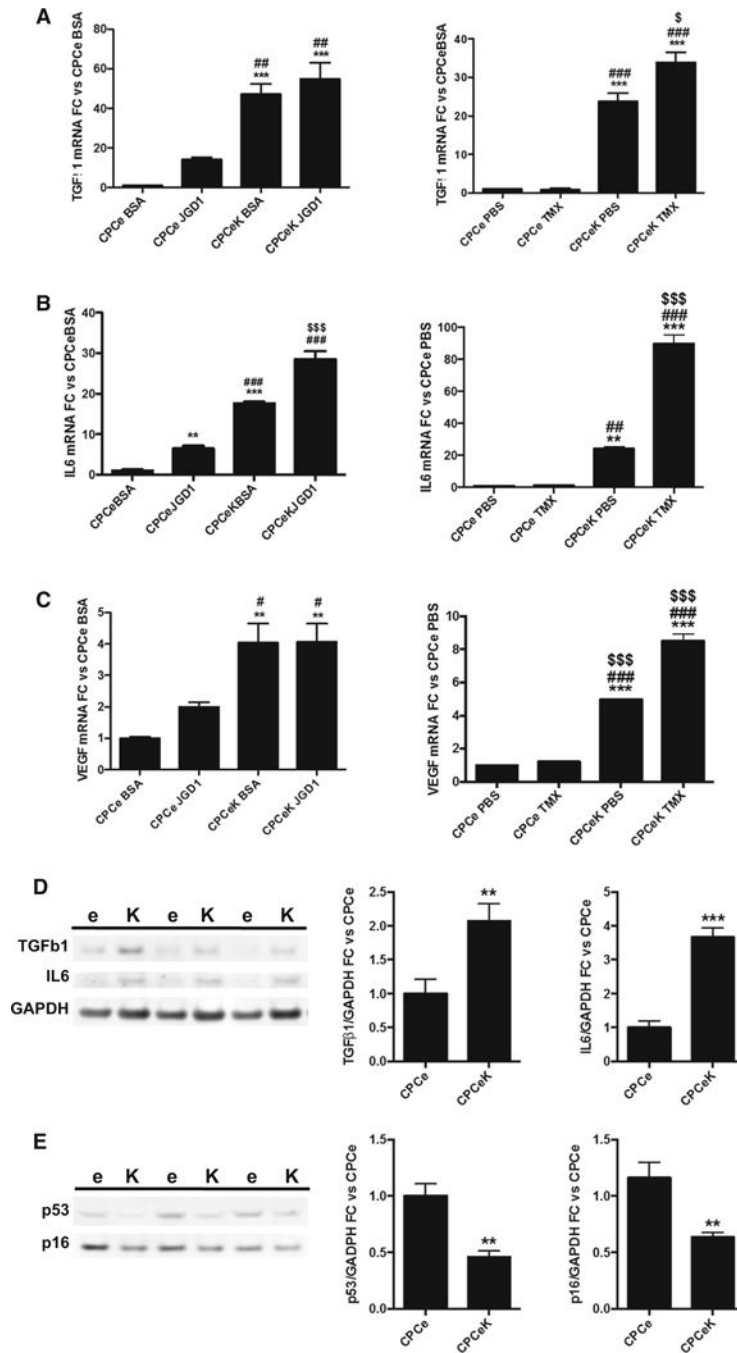 A
TGF! 1 mRNA FC vs CPCe BSA
80
60
40
20
0
##
***
##
***
CPCe BSA
CPCe JGD1
CPCeK BSA
CPCeK JGD1
TGF! 1 mRNA FC vs CPCeBSA
40
30
20
10
0
###
***
$
###
***
CPCe PBS
CPCe TMX
CPCeK PBS
CPCeK TMX
B
IL6 mRNA FC vs CPCeBSA
40
30
20
10
0
**
###
***
$$$
###
CPCeBSA
CPCeJGD1
CPCeKBSA
CPCeKJGD1
IL6 mRNA FC vs CPCe PBS
100
80
60
40
20
0
##
**
$$$
###
***
CPCe PBS
CPCe TMX
CPCeK PBS
CPCeK TMX
C
VEGF mRNA FC vs CPCe BSA
5
4
3
2
1
0
#
**
#
**
CPCe BSA
CPCe JGD1
CPCeK BSA
CPCeK JGD1
VEGF mRNA FC vs CPCe PBS
10
8
6
4
2
0
$$$
###
***
$$$
###
***
CPCe PBS
CPCe TMX
CPCeK PBS
CPCeK TMX
D
e K e K e K
TGFb1
IL6
GAPDH
TGFβ1/GAPDH FC vs CPCe
2.5
2.0
1.5
1.0
0.5
0.0
**
CPCe
CPCeK
IL6/GAPDH FC vs CPCe
5
4
3
2
1
0
***
CPCe
CPCeK
E
e K e K e K
p53
p16
p53/GADPH FC vs CPCe
1.5
1.0
0.5
0.0
**
CPCe
CPCeK
p16/GAPDH FC vs CPCe
1.5
1.0
0.5
0.0
**
CPCe
CPCeK